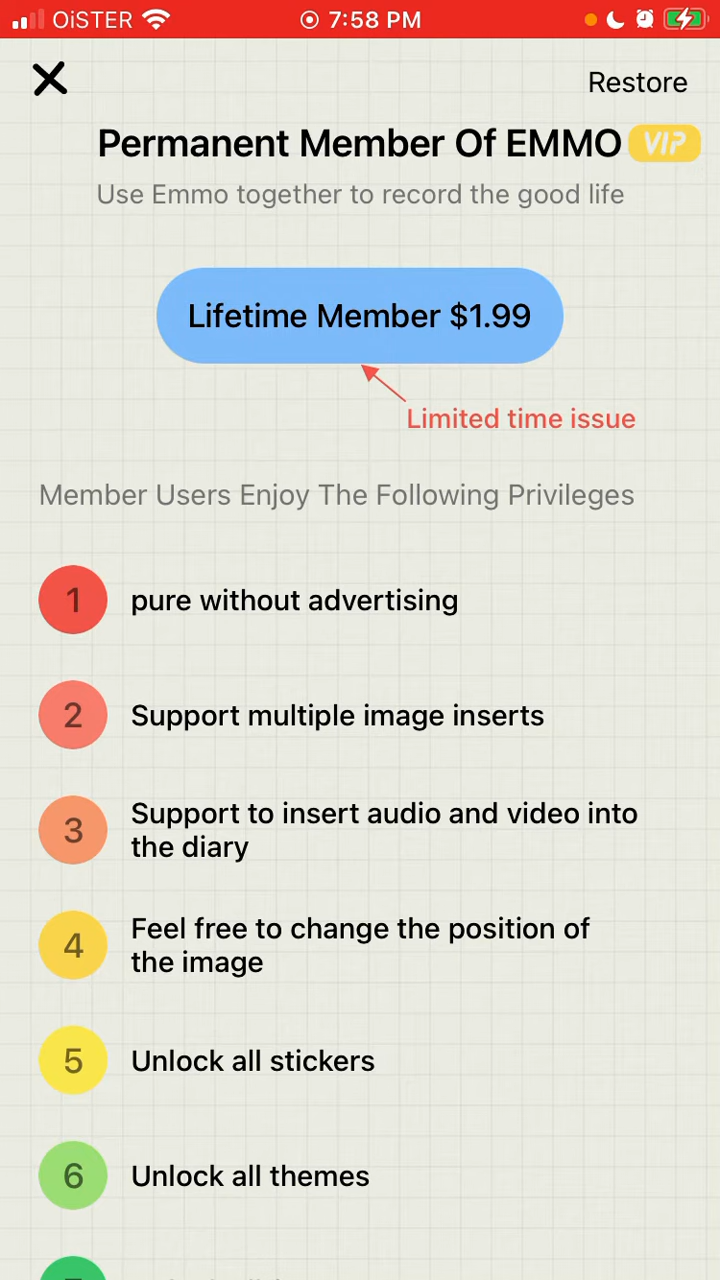 OiSTER 7:58 PM
Restore
Permanent Member Of EMMO VIP
Use Emmo together to record the good life
Lifetime Member $1.99
Limited time issue
Member Users Enjoy The Following Privileges
1 pure without advertising
2 Support multiple image inserts
3 Support to insert audio and video into
the diary
4 Feel free to change the position of
the image
5 Unlock all stickers
6 Unlock all themes